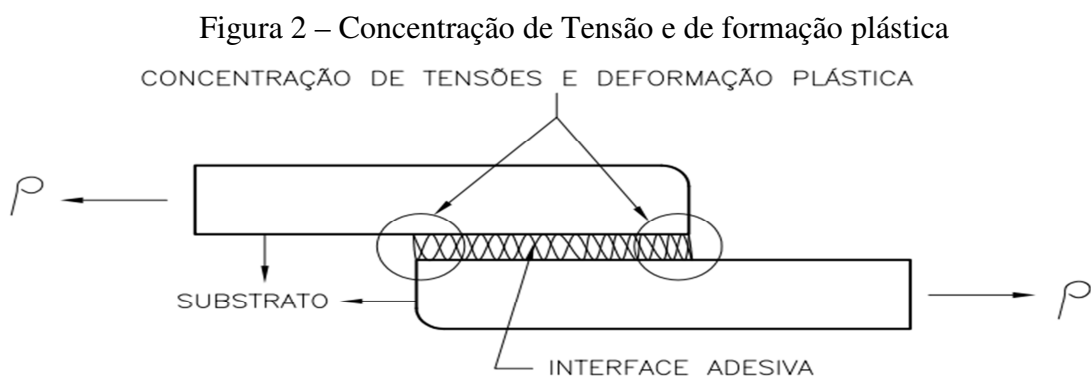 Figura 2 – Concentração de Tensão e de formação plástica
CONCENTRAÇÃO DE TENSÕES E DEFORMAÇÃO PLÁSTICA
P
P
SUBSTRATO
INTERFACE ADESIVA